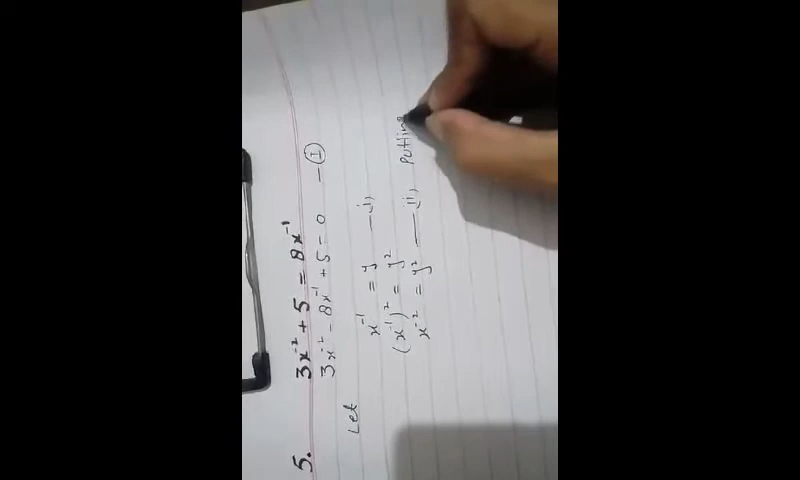 5. 3x⁻² + 5 = 8x⁻¹
3x⁻² - 8x⁻¹ + 5 = 0 — (I)
Let
x⁻¹ = y — i,
(x⁻¹)² = y²
x⁻² = y² — ii, Putting